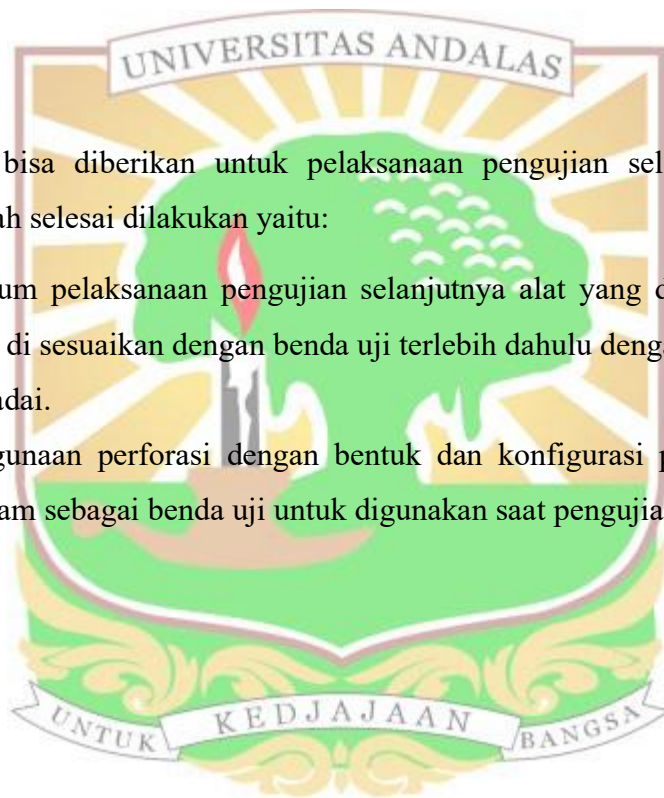 UNIVERSITAS ANDALAS
bisa diberikan untuk pelaksanaan pengujian sel
ah selesai dilakukan yaitu:
um pelaksanaan pengujian selanjutnya alat yang d
di sesuaikan dengan benda uji terlebih dahulu denga
adai.
gunaan perforasi dengan bentuk dan konfigurasi p
am sebagai benda uji untuk digunakan saat pengujia
UNTUK KEDJAJAAN BANGSA